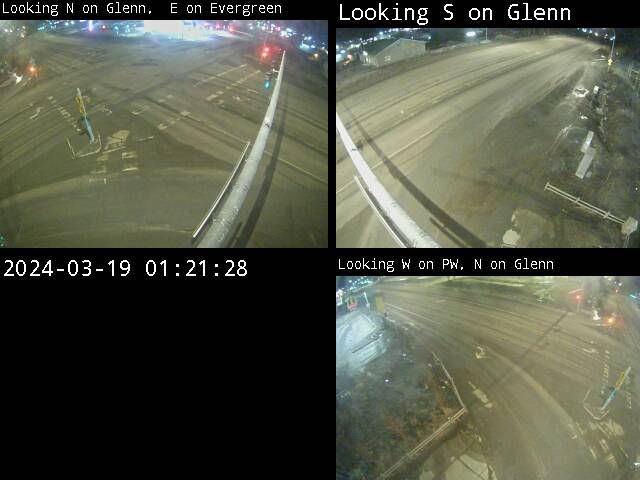 Looking N on Glenn,  E on Evergreen
Looking S on Glenn
2024-03-19 01:21:28
Looking W on PW, N on Glenn